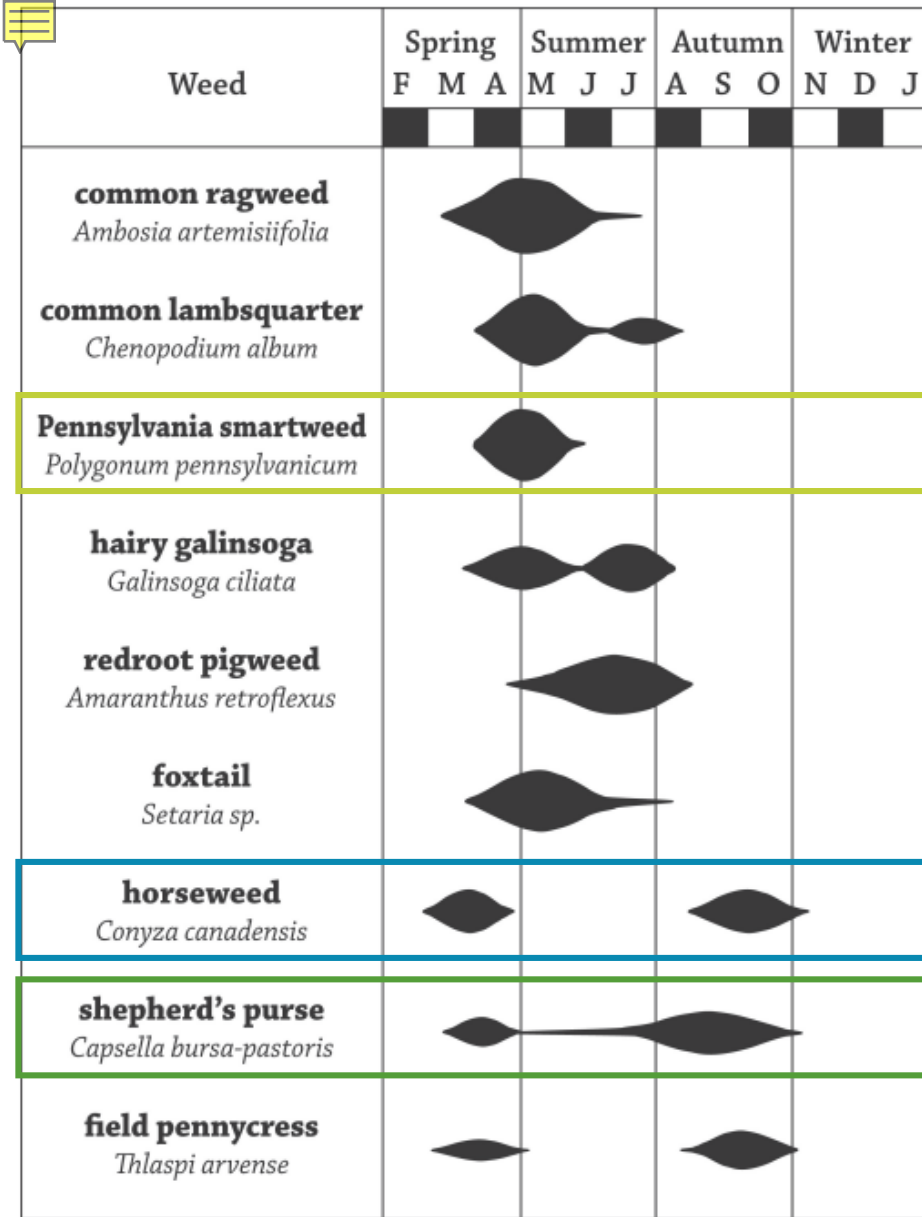 Weed
Spring Summer Autumn Winter
F M A M J J A S O N D J
common ragweed
Ambosia artemisiifolia
common lambsquarter
Chenopodium album
Pennsylvania smartweed
Polygonum pennsylvanicum
hairy galinsoga
Galinsoga ciliata
redroot pigweed
Amaranthus retroflexus
foxtail
Setaria sp.
horseweed
Conyza canadensis
shepherd’s purse
Capsella bursa-pastoris
field pennycress
Thlaspi arvense